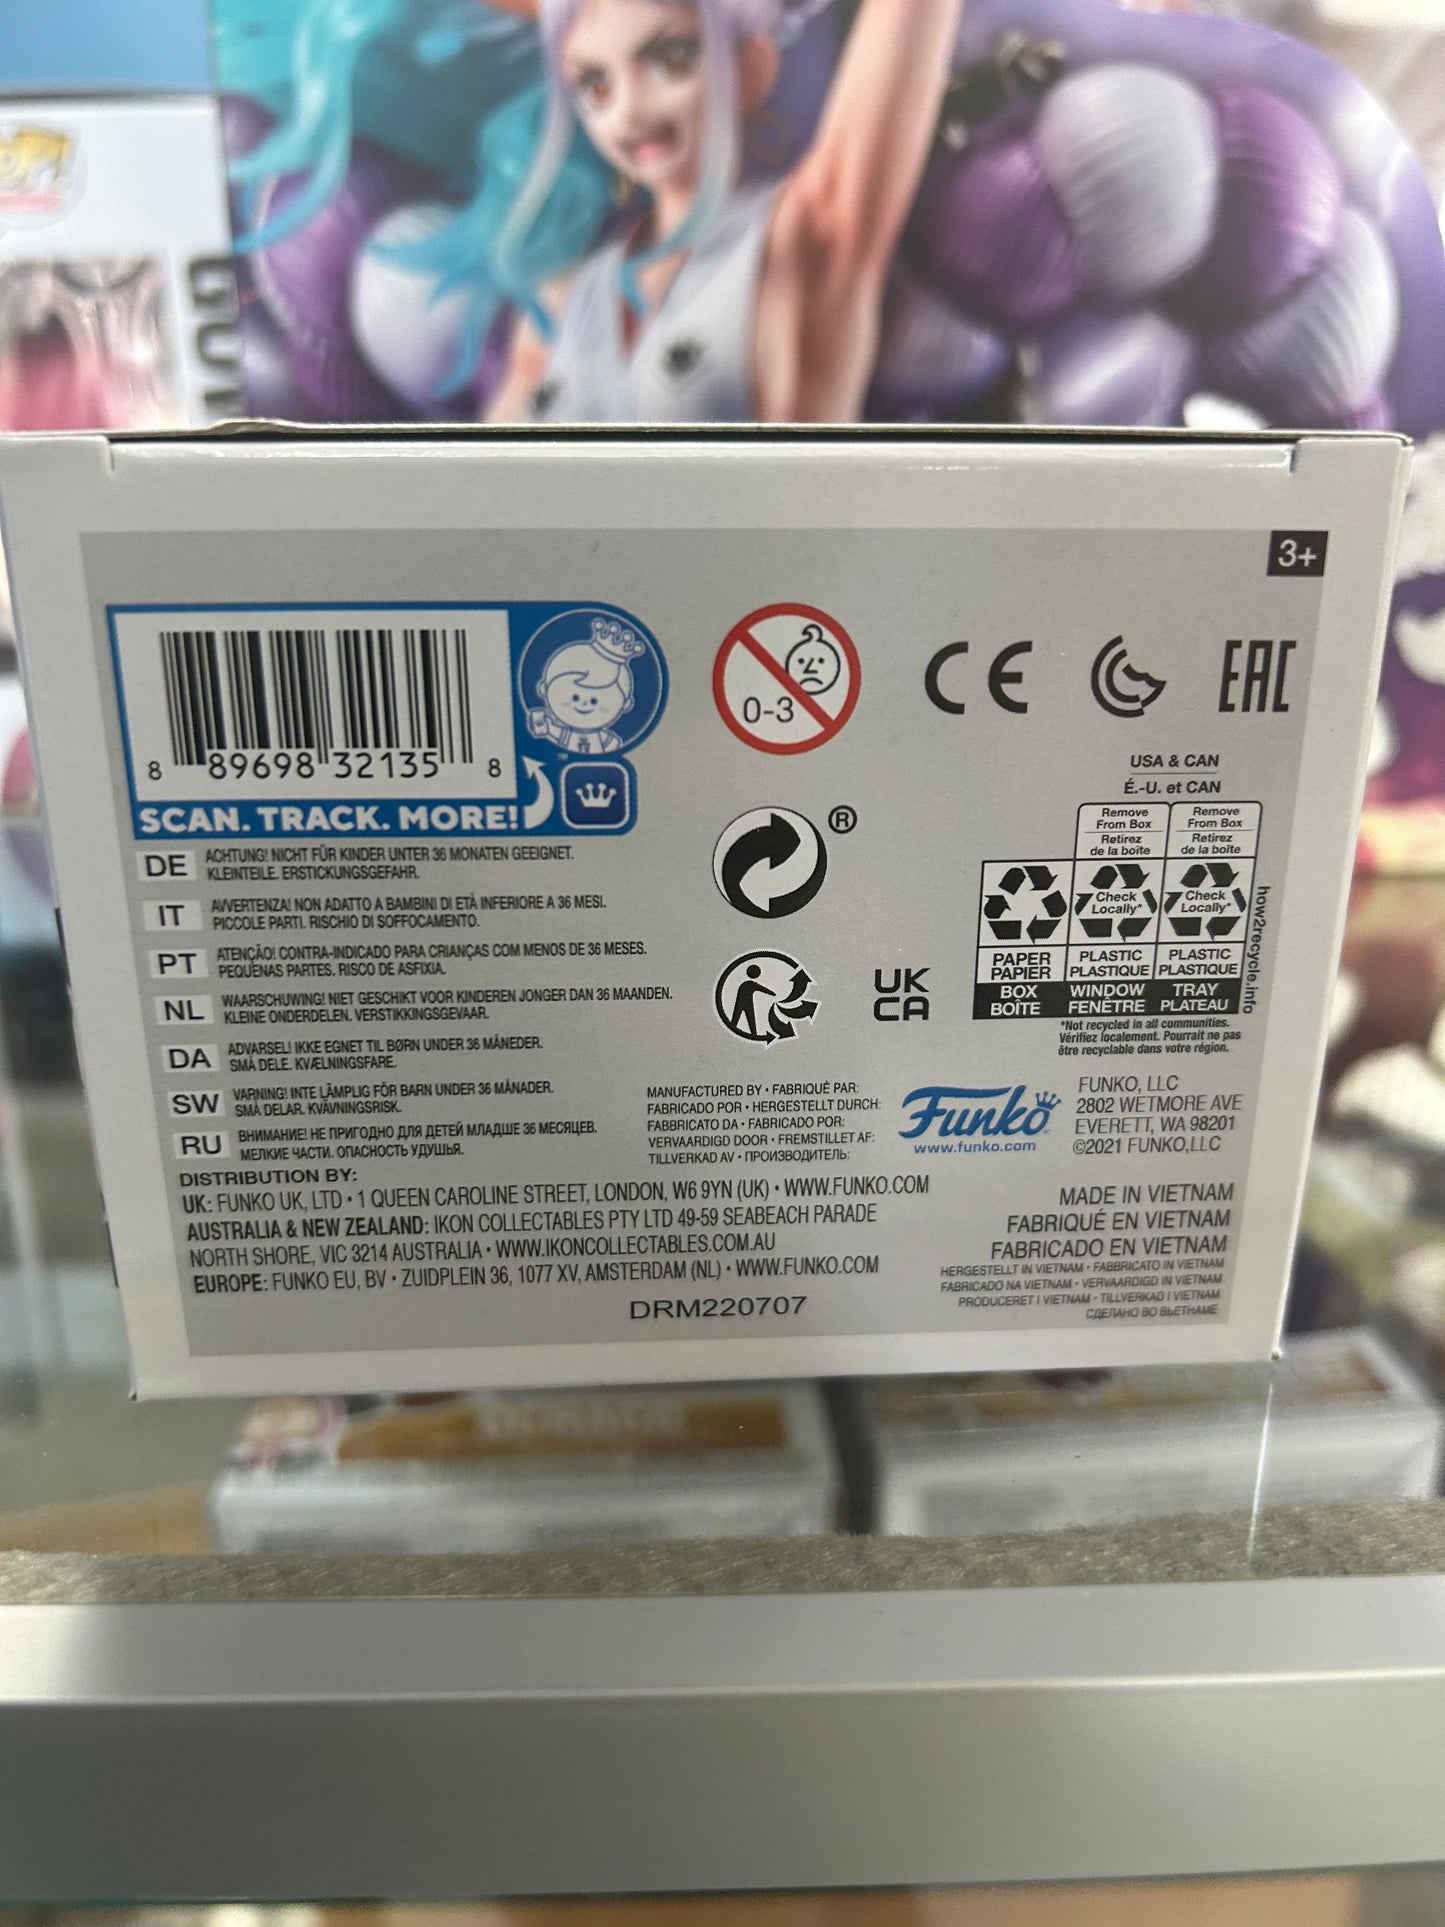 3+
8 89698 32135 8
SCAN. TRACK. MORE!
™
0-3
CE
EAC
®
UK
CA
USA & CAN
É.-U. et CAN
Remove From Box
Retirez de la boîte
Remove From Box
Retirez de la boîte
Check Locally*
Check Locally*
PAPER PAPIER
PLASTIC PLASTIQUE
PLASTIC PLASTIQUE
BOX BOÎTE
WINDOW FENÊTRE
TRAY PLATEAU
how2recycle.info
*Not recycled in all communities.
Vérifiez localement. Pourrait ne pas
être recyclable dans votre région.
DE ACHTUNG! NICHT FÜR KINDER UNTER 36 MONATEN GEEIGNET.
KLEINTEILE. ERSTICKUNGSGEFAHR.
IT AVVERTENZA! NON ADATTO A BAMBINI DI ETÀ INFERIORE A 36 MESI.
PICCOLE PARTI. RISCHIO DI SOFFOCAMENTO.
PT ATENÇÃO! CONTRA-INDICADO PARA CRIANÇAS COM MENOS DE 36 MESES.
PEQUENAS PARTES. RISCO DE ASFIXIA.
NL WAARSCHUWING! NIET GESCHIKT VOOR KINDEREN JONGER DAN 36 MAANDEN.
KLEINE ONDERDELEN. VERSTIKKINGSGEVAAR.
DA ADVARSEL! IKKE EGNET TIL BØRN UNDER 36 MÅNEDER.
SMÅ DELE. KVÆLNINGSFARE.
SW VARNING! INTE LÄMPLIG FÖR BARN UNDER 36 MÅNADER.
SMÅ DELAR. KVÄVNINGSRISK.
RU ВНИМАНИЕ! НЕ ПРИГОДНО ДЛЯ ДЕТЕЙ МЛАДШЕ 36 МЕСЯЦЕВ.
МЕЛКИЕ ЧАСТИ. ОПАСНОСТЬ УДУШЬЯ.
MANUFACTURED BY • FABRIQUÉ PAR:
FABRICADO POR • HERGESTELLT DURCH:
FABBRICATO DA • FABRICADO POR:
VERVAARDIGD DOOR • FREMSTILLET AF:
TILLVERKAD AV • ПРОИЗВОДИТЕЛЬ:
Funko
www.funko.com
FUNKO, LLC
2802 WETMORE AVE
EVERETT, WA 98201
©2021 FUNKO,LLC
DISTRIBUTION BY:
UK: FUNKO UK, LTD • 1 QUEEN CAROLINE STREET, LONDON, W6 9YN (UK) • WWW.FUNKO.COM
AUSTRALIA & NEW ZEALAND: IKON COLLECTABLES PTY LTD 49-59 SEABEACH PARADE
NORTH SHORE, VIC 3214 AUSTRALIA • WWW.IKONCOLLECTABLES.COM.AU
EUROPE: FUNKO EU, BV • ZUIDPLEIN 36, 1077 XV, AMSTERDAM (NL) • WWW.FUNKO.COM
DRM220707
MADE IN VIETNAM
FABRIQUÉ EN VIETNAM
FABRICADO EN VIETNAM
HERGESTELLT IN VIETNAM • FABBRICATO IN VIETNAM
FABRICADO NA VIETNAM • VERVAARDIGD IN VIETNAM
PRODUCERET I VIETNAM • TILLVERKAD I VIETNAM
СДЕЛАНО ВО ВЬЕТНАМЕ